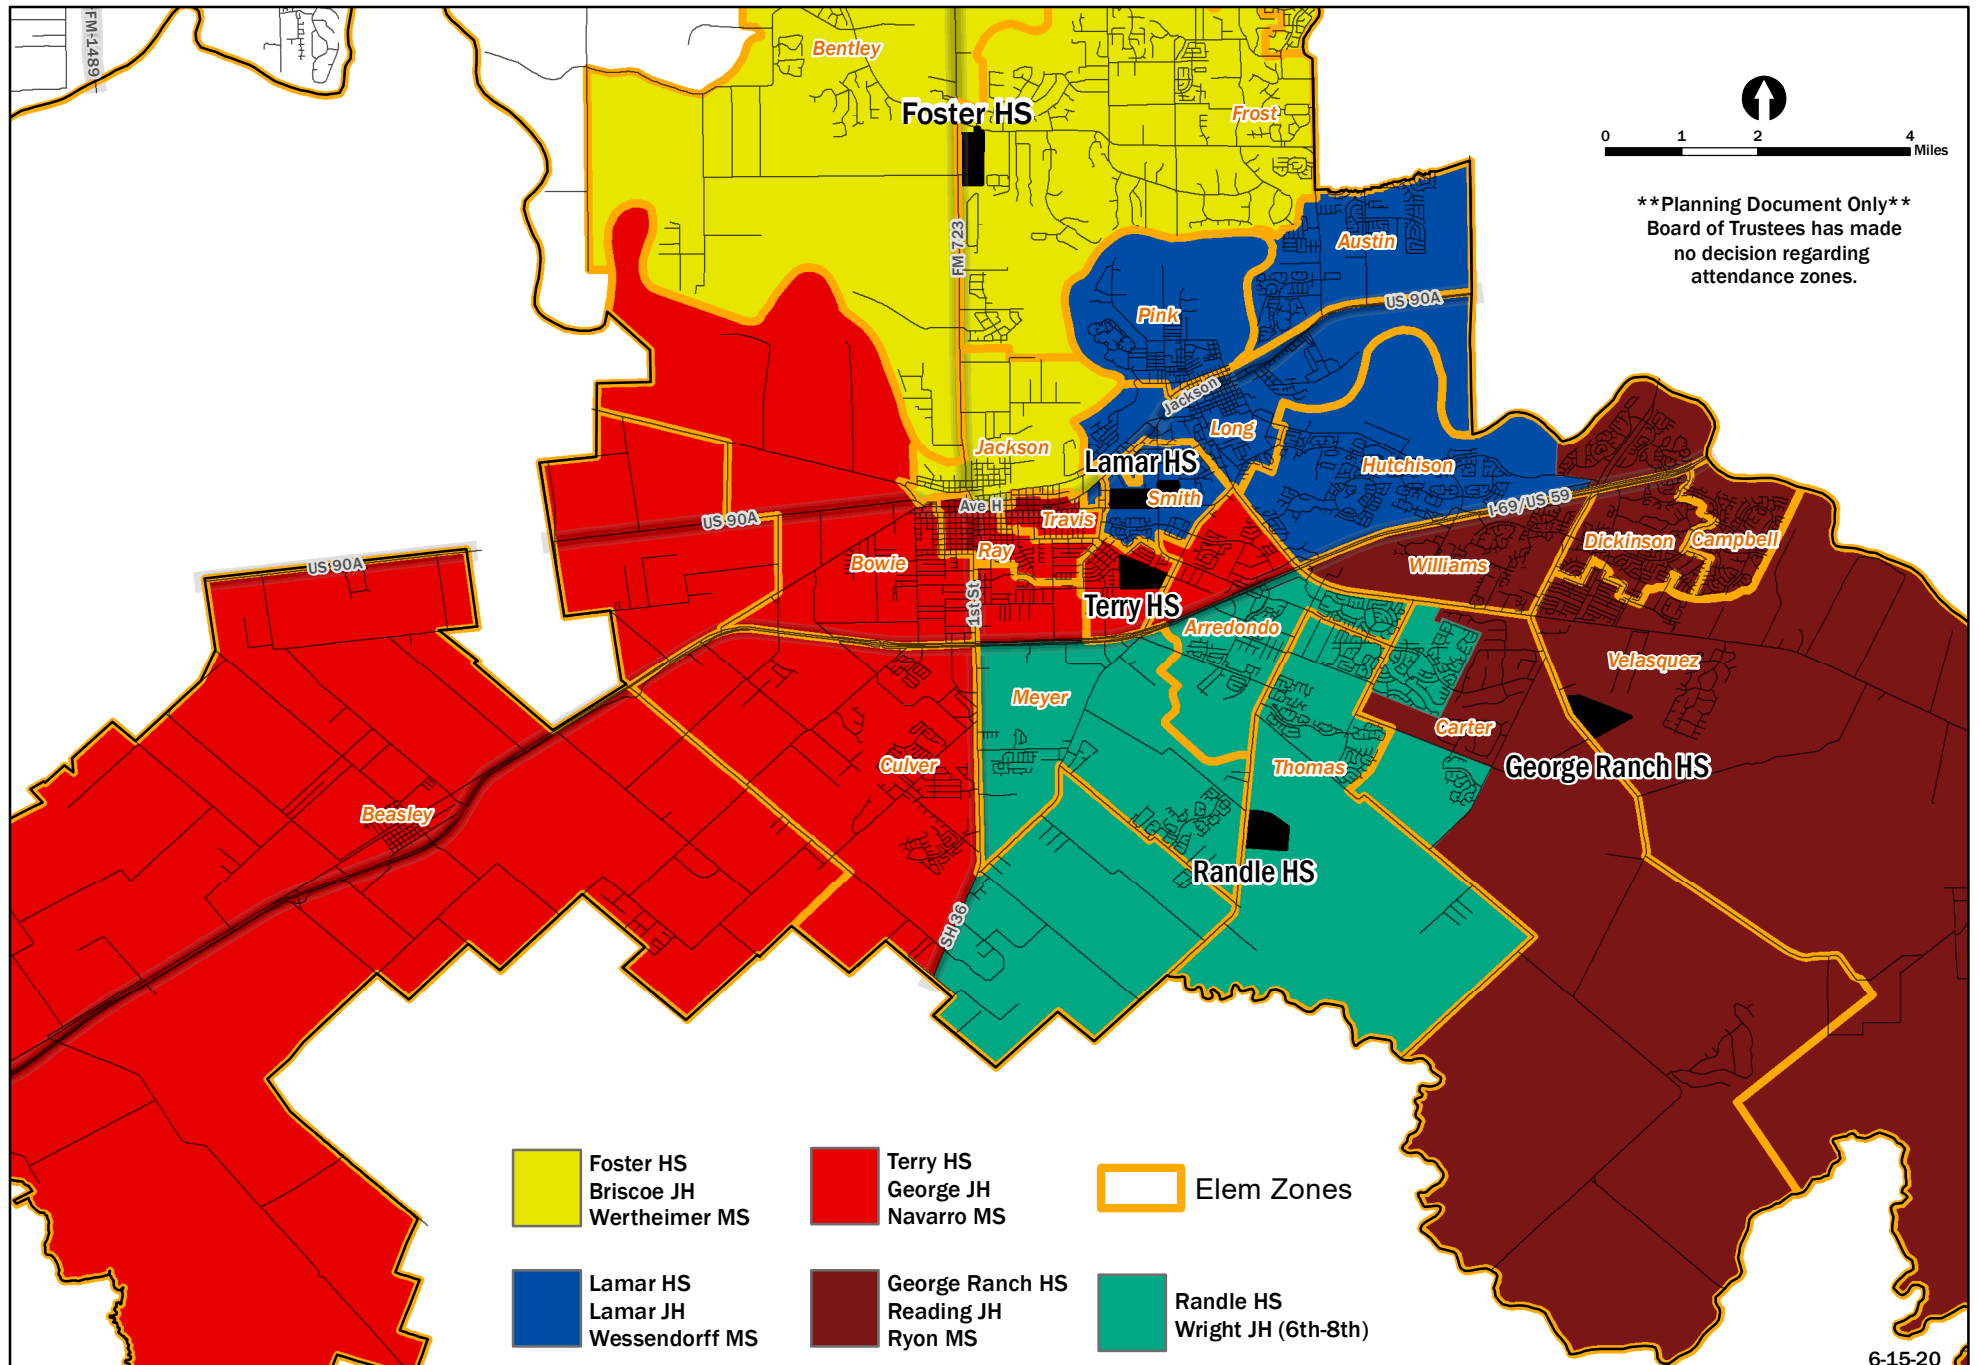 FM-1489
Bentley
Foster HS
Frost
0 1 2 4
Miles
**Planning Document Only**
Board of Trustees has made
no decision regarding
attendance zones.
FM 723
Austin
US 90A
Pink
Jackson
Long
Jackson
Lamar HS
Hutchison
Smith
I-69/US 59
Ave H
US 90A
Travis
Ray
Bowie
Dickinson
Campbell
Williams
US 90A
1st St
Terry HS
Arredondo
Velasquez
Meyer
Carter
Culver
Thomas
George Ranch HS
Beasley
Randle HS
SH 36
Foster HS
Briscoe JH
Wertheimer MS
Terry HS
George JH
Navarro MS
Elem Zones
Lamar HS
Lamar JH
Wessendorff MS
George Ranch HS
Reading JH
Ryon MS
Randle HS
Wright JH (6th-8th)
6-15-20